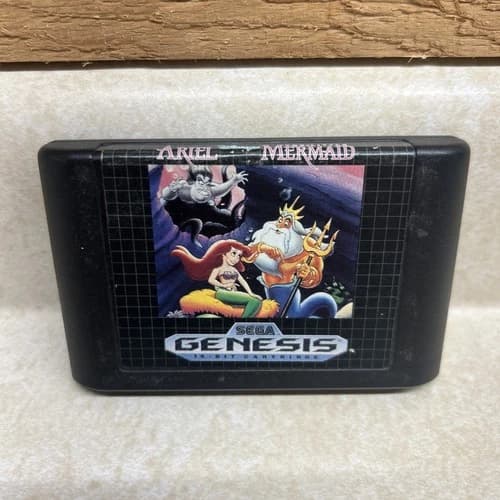 ARIEL MERMAID
SEGA
GENESIS
16-BIT CARTRIDGE